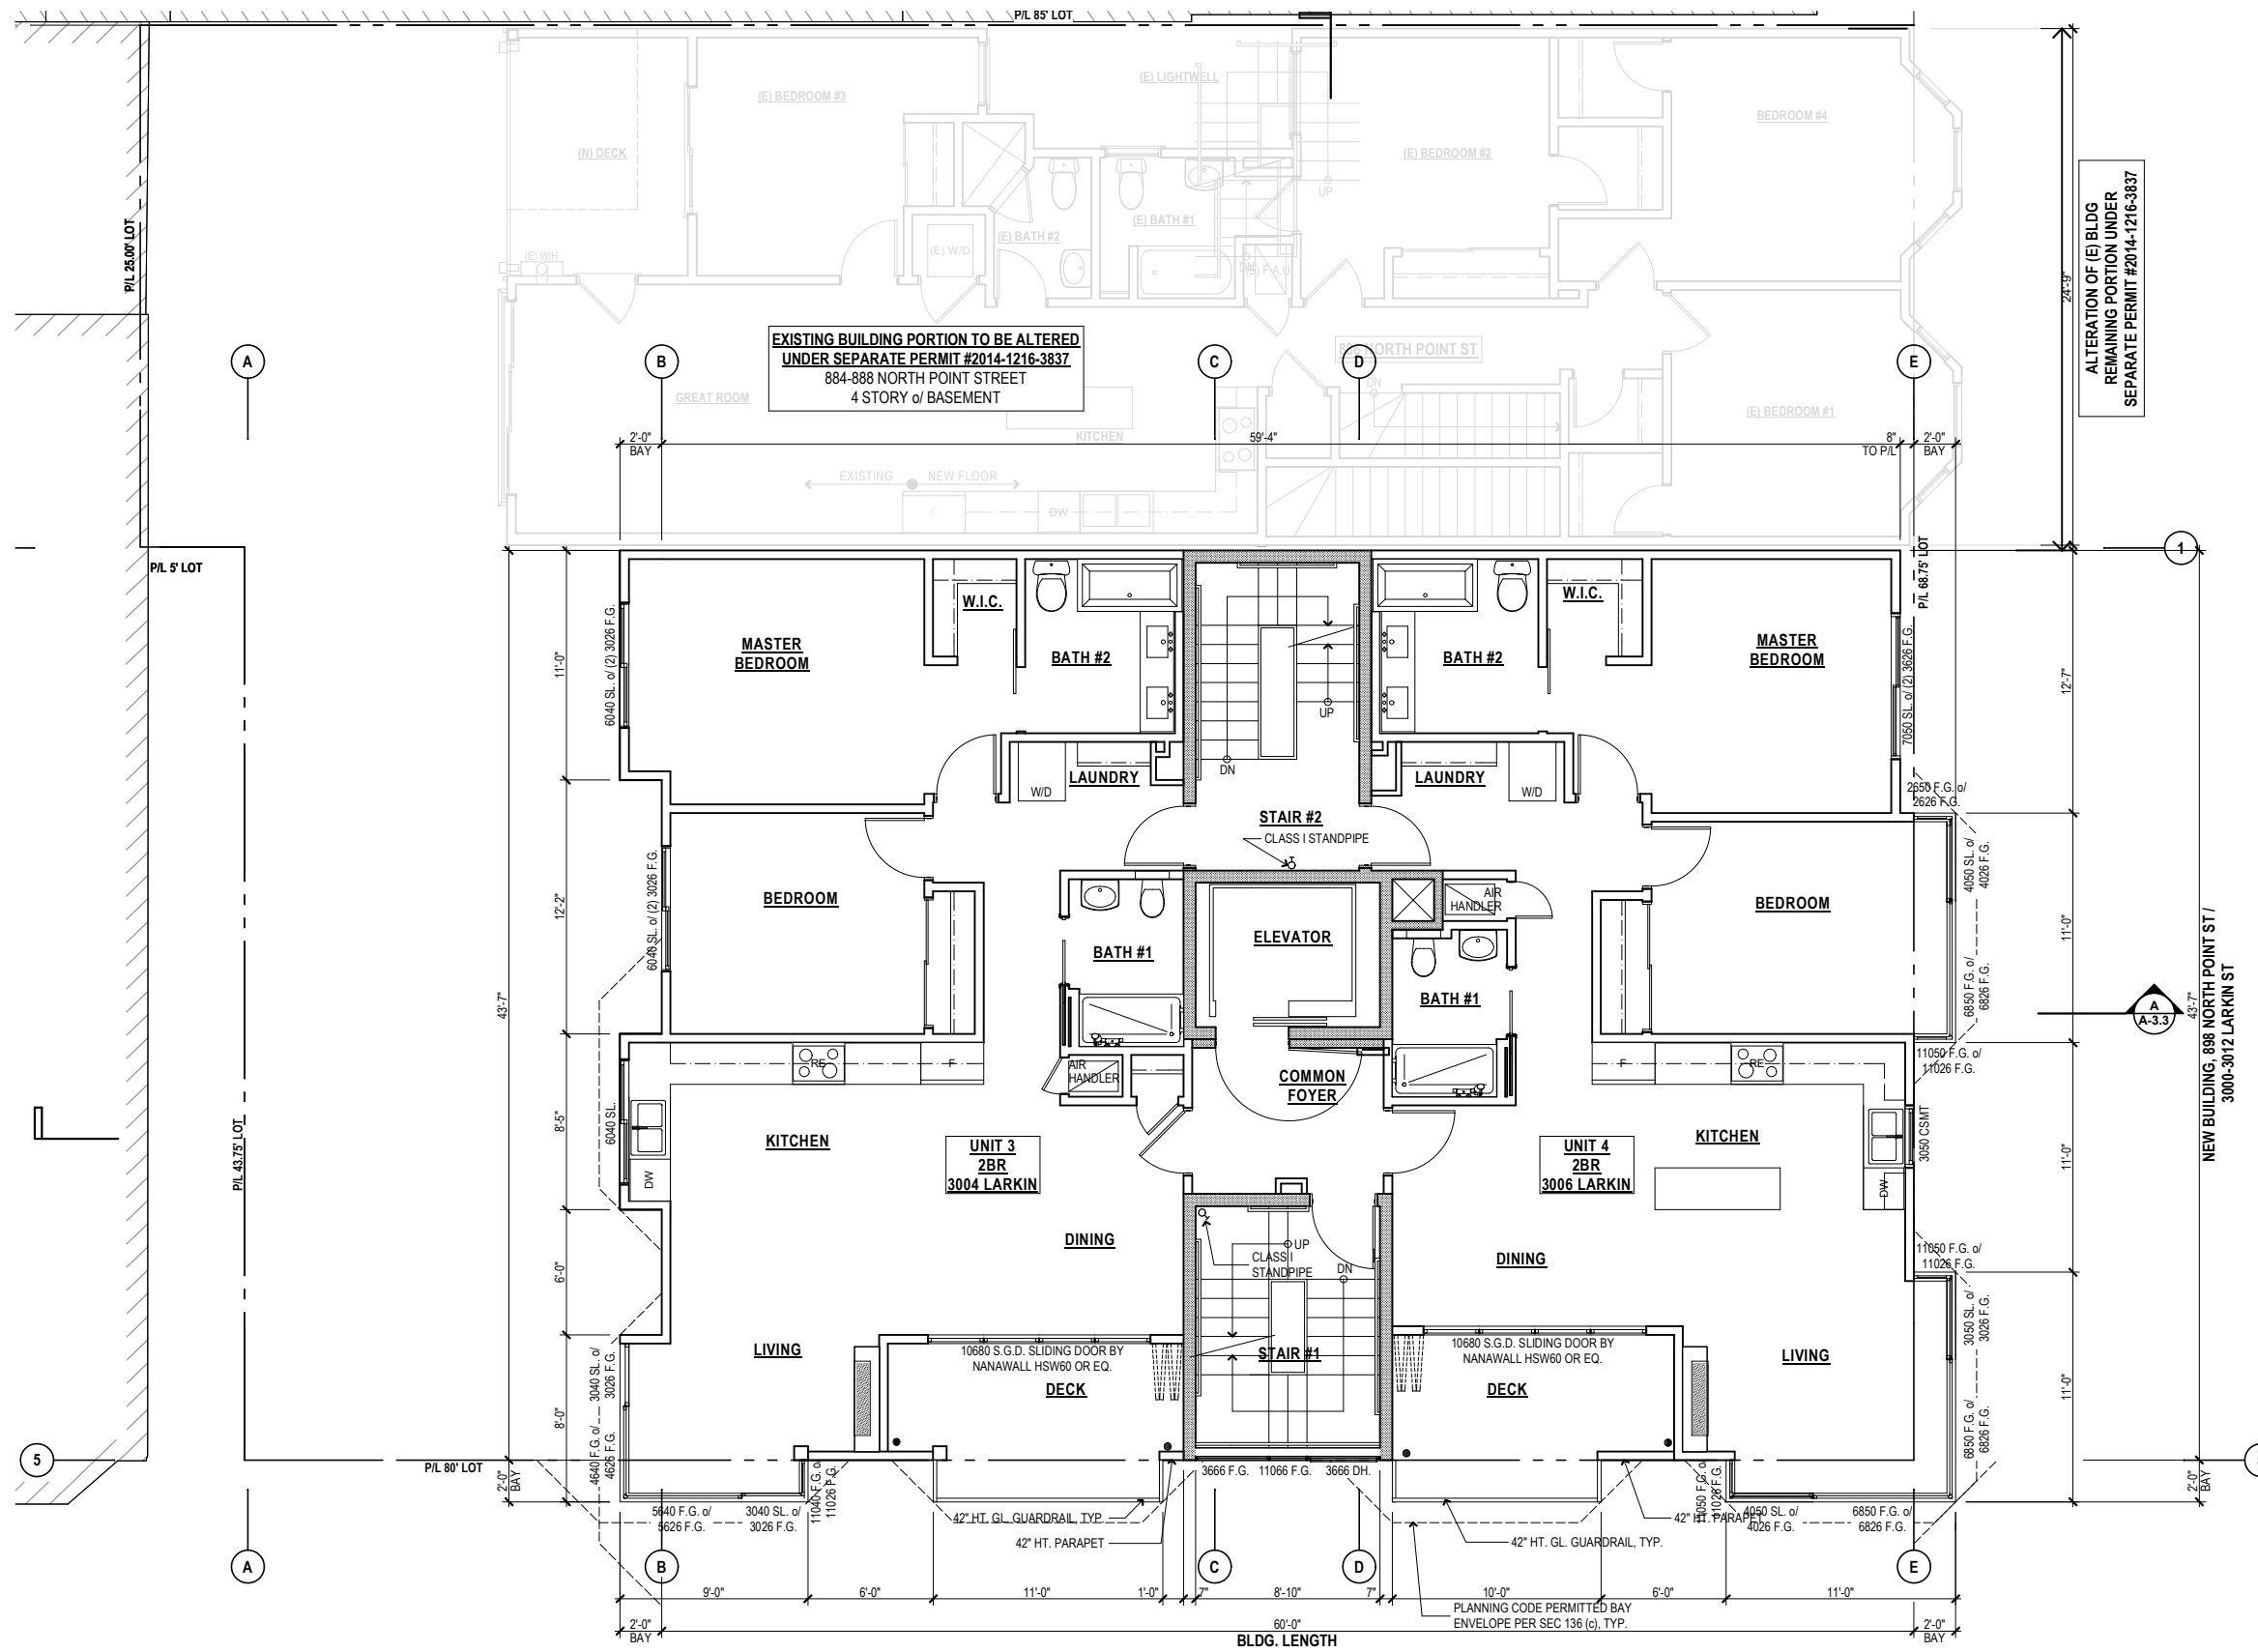 P/L 85' LOT
(E) LIGHTWELL
(E) BEDROOM #3
BEDROOM #4
(N) DECK
(E) BEDROOM #2
UP
(E) BATH #1
(E) BATH #2
(E) W/D
(E) W/H
DN
(E) F.A.U
P/L 25.00' LOT
24'-9"
ALTERATION OF (E) BLDG
REMAINING PORTION UNDER
SEPARATE PERMIT #2014-1216-3837
EXISTING BUILDING PORTION TO BE ALTERED
UNDER SEPARATE PERMIT #2014-1216-3837
884-888 NORTH POINT STREET
4 STORY o/ BASEMENT
NORTH POINT ST
A
B
C
D
E
GREAT ROOM
DN
(E) BEDROOM #1
KITCHEN
2'-0"
BAY
59'-4"
8"
TO P/L
2'-0"
BAY
EXISTING
NEW FLOOR
F
DW
1
P/L 5' LOT
P/L 68.75' LOT
W.I.C.
W.I.C.
MASTER
BEDROOM
BATH #2
BATH #2
MASTER
BEDROOM
11'-0"
6040 SL. o/ (2) 3026 F.G.
7050 SL. o/ (2) 3626 F.G.
12'-7"
UP
DN
LAUNDRY
W/D
LAUNDRY
W/D
2650 F.G. o/
2626 F.G.
STAIR #2
CLASS I STANDPIPE
BEDROOM
BEDROOM
12'-2"
6040 SL. o/ (2) 3026 F.G.
AIR
HANDLER
4050 SL. o/
4026 F.G.
11'-0"
ELEVATOR
BATH #1
BATH #1
6850 F.G. o/
6826 F.G.
43'-7"
43'-7"
NEW BUILDING, 898 NORTH POINT ST /
3000-3012 LARKIN ST
A
A-3.3
11050 F.G. o/
11026 F.G.
RE
F
AIR
HANDLER
COMMON
FOYER
F
RE
8'-5"
6040 SL.
KITCHEN
UNIT 3
2BR
3004 LARKIN
UNIT 4
2BR
3006 LARKIN
KITCHEN
3050 CSMT
11'-0"
DW
DW
P/L 43.75' LOT
DINING
UP
CLASS I
STANDPIPE
DN
DINING
11050 F.G. o/
11026 F.G.
6'-0"
LIVING
10680 S.G.D. SLIDING DOOR BY
NANAWALL HSW60 OR EQ.
DECK
STAIR #1
10680 S.G.D. SLIDING DOOR BY
NANAWALL HSW60 OR EQ.
DECK
LIVING
3050 SL. o/
3026 F.G.
3040 SL. o/
3026 F.G.
8'-0"
4640 F.G. o/
4626 F.G.
11'-0"
6850 F.G. o/
6826 F.G.
5
P/L 80' LOT
2'-0"
BAY
3666 F.G.
11066 F.G.
3666 DH.
2'-0"
BAY
11040 F.G. o/
11026 F.G.
11050 F.G. o/
11026 F.G.
5640 F.G. o/
5626 F.G.
3040 SL. o/
3026 F.G.
42" HT. GL. GUARDRAIL, TYP
42" HT. PARAPET
42" HT. PARAPET
42" HT. GL. GUARDRAIL, TYP.
4050 SL. o/
4026 F.G.
6850 F.G. o/
6826 F.G.
A
B
C
D
E
9'-0"
6'-0"
11'-0"
1'-0"
7"
8'-10"
7"
10'-0"
6'-0"
11'-0"
PLANNING CODE PERMITTED BAY
ENVELOPE PER SEC 136 (c), TYP.
2'-0"
BAY
60'-0"
BLDG. LENGTH
2'-0"
BAY